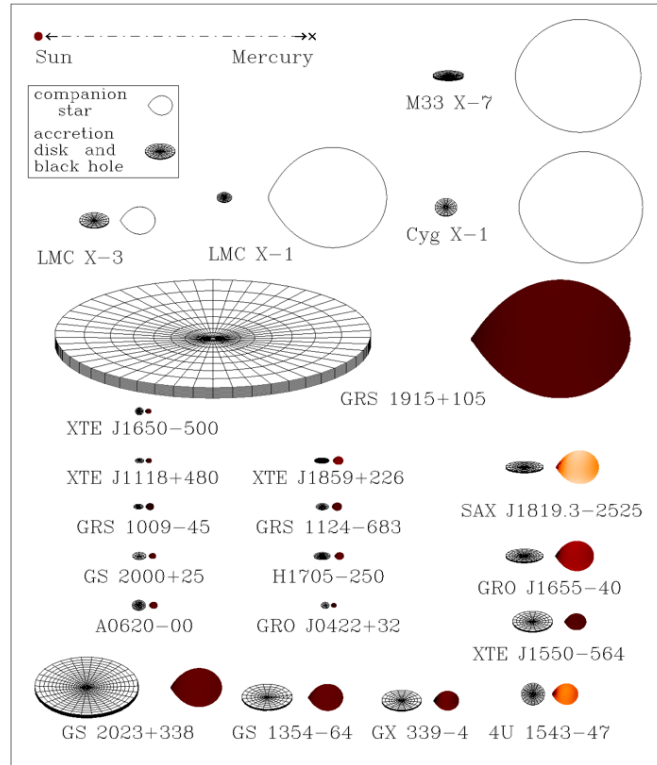 Sun Mercury
M33 X-7
companion
star
accretion
disk and
black hole
LMC X-3
LMC X-1
Cyg X-1
GRS 1915+105
XTE J1650-500
XTE J1118+480
XTE J1859+226
SAX J1819.3-2525
GRS 1009-45
GRS 1124-683
GS 2000+25
H1705-250
GRO J1655-40
A0620-00
GRO J0422+32
XTE J1550-564
GS 2023+338
GS 1354-64
GX 339-4
4U 1543-47